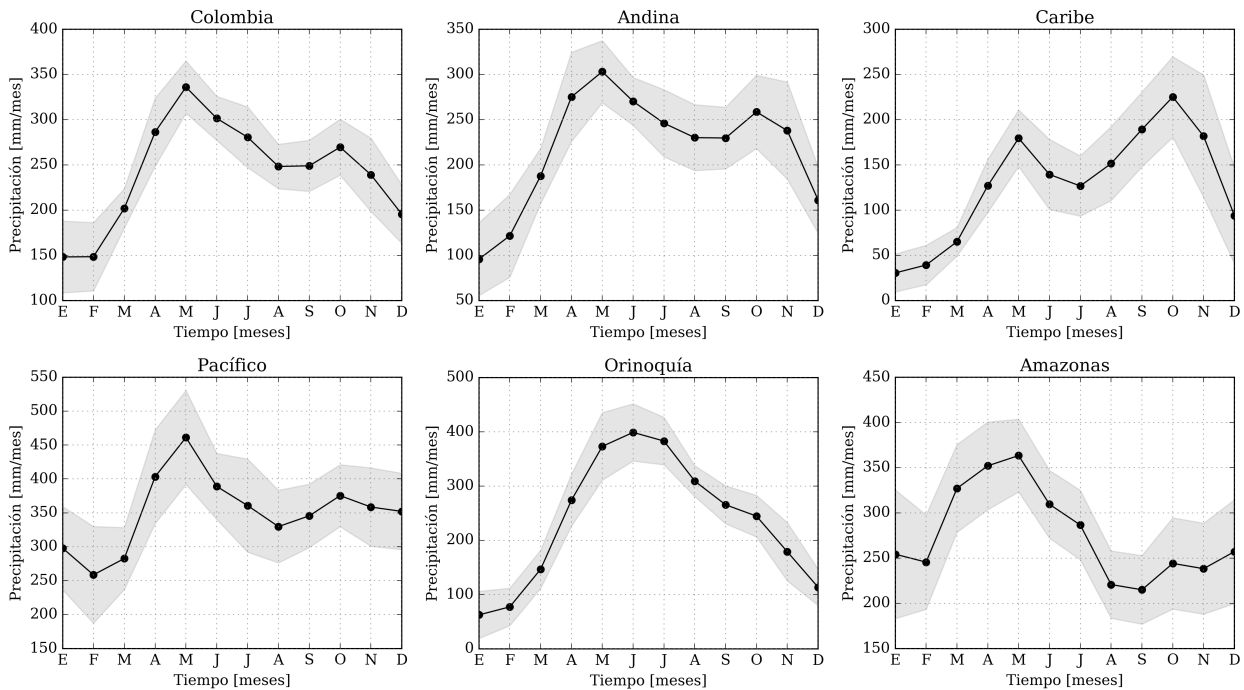 Colombia
Precipitación [mm/mes]
400
350
300
250
200
150
100
E F M A M J J A S O N D
Tiempo [meses]
Andina
Precipitación [mm/mes]
350
300
250
200
150
100
50
E F M A M J J A S O N D
Tiempo [meses]
Caribe
Precipitación [mm/mes]
300
250
200
150
100
50
0
E F M A M J J A S O N D
Tiempo [meses]
Pacífico
Precipitación [mm/mes]
550
500
450
400
350
300
250
200
150
E F M A M J J A S O N D
Tiempo [meses]
Orinoquía
Precipitación [mm/mes]
500
400
300
200
100
0
E F M A M J J A S O N D
Tiempo [meses]
Amazonas
Precipitación [mm/mes]
450
400
350
300
250
200
150
E F M A M J J A S O N D
Tiempo [meses]